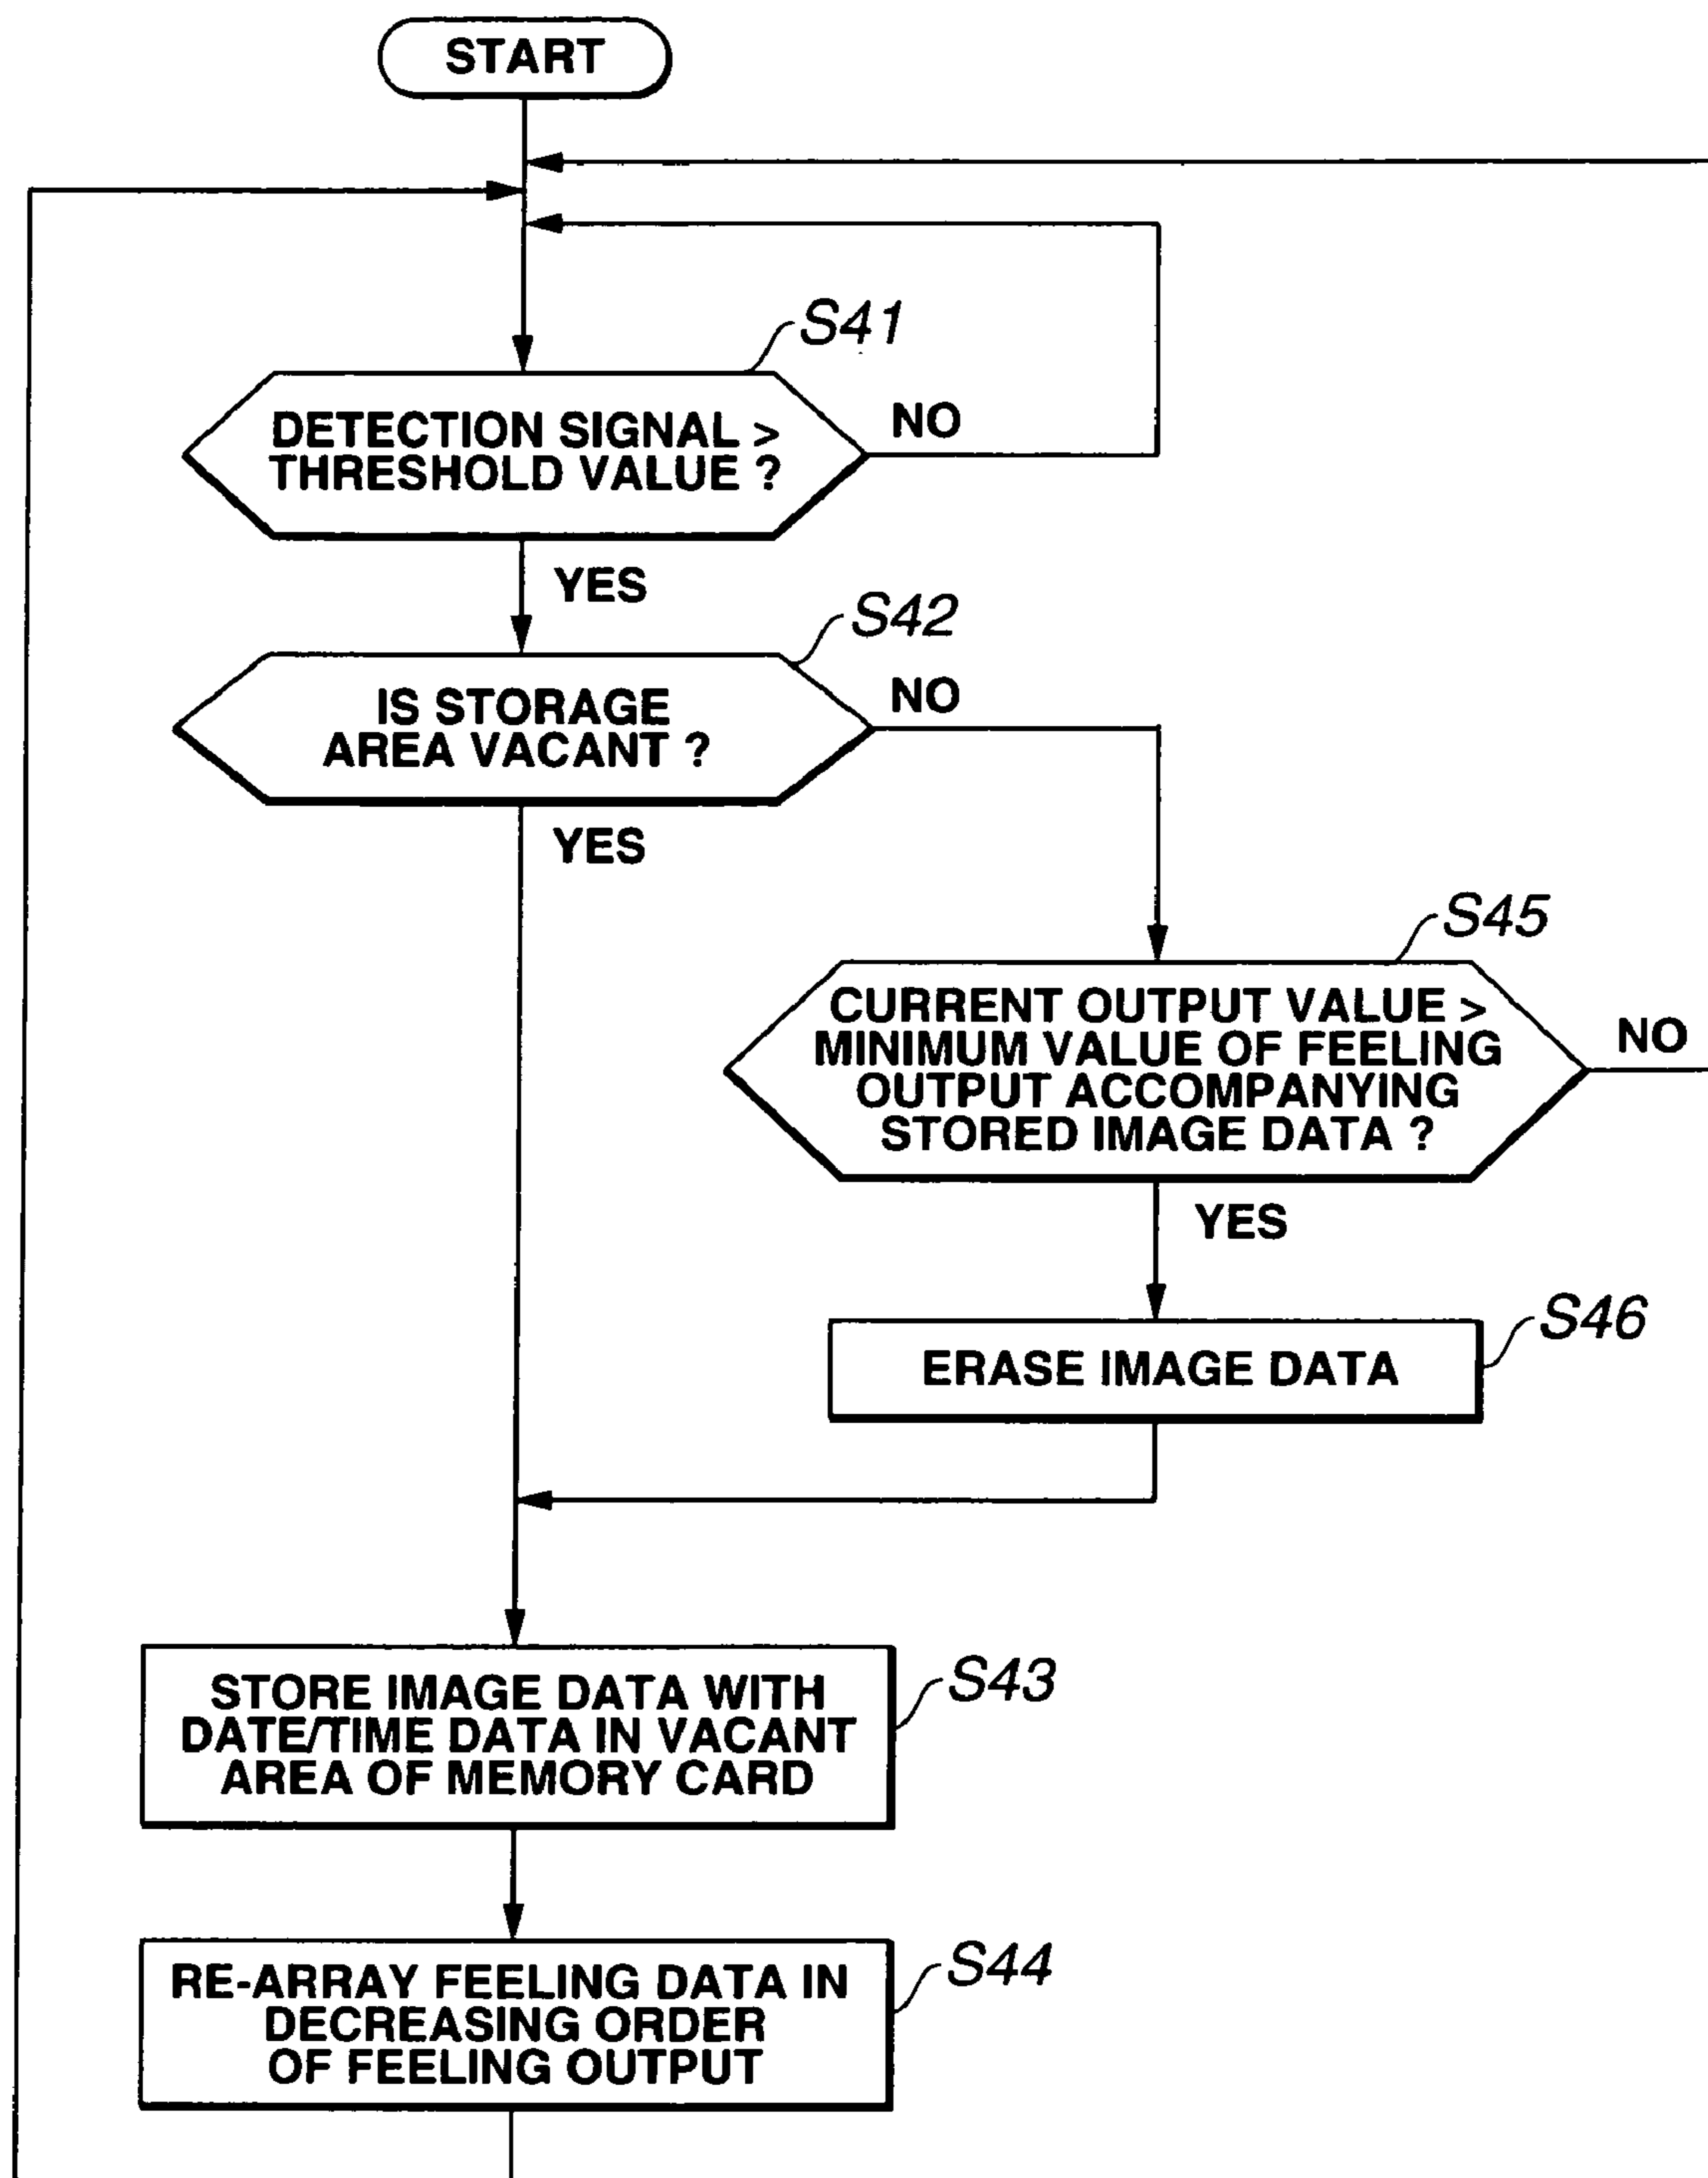 START
S41
DETECTION SIGNAL >
THRESHOLD VALUE ?
NO
YES
S42
IS STORAGE
AREA VACANT ?
NO
YES
S45
CURRENT OUTPUT VALUE >
MINIMUM VALUE OF FEELING
OUTPUT ACCOMPANYING
STORED IMAGE DATA ?
NO
YES
S46
ERASE IMAGE DATA
S43
STORE IMAGE DATA WITH
DATE/TIME DATA IN VACANT
AREA OF MEMORY CARD
S44
RE-ARRAY FEELING DATA IN
DECREASING ORDER
OF FEELING OUTPUT